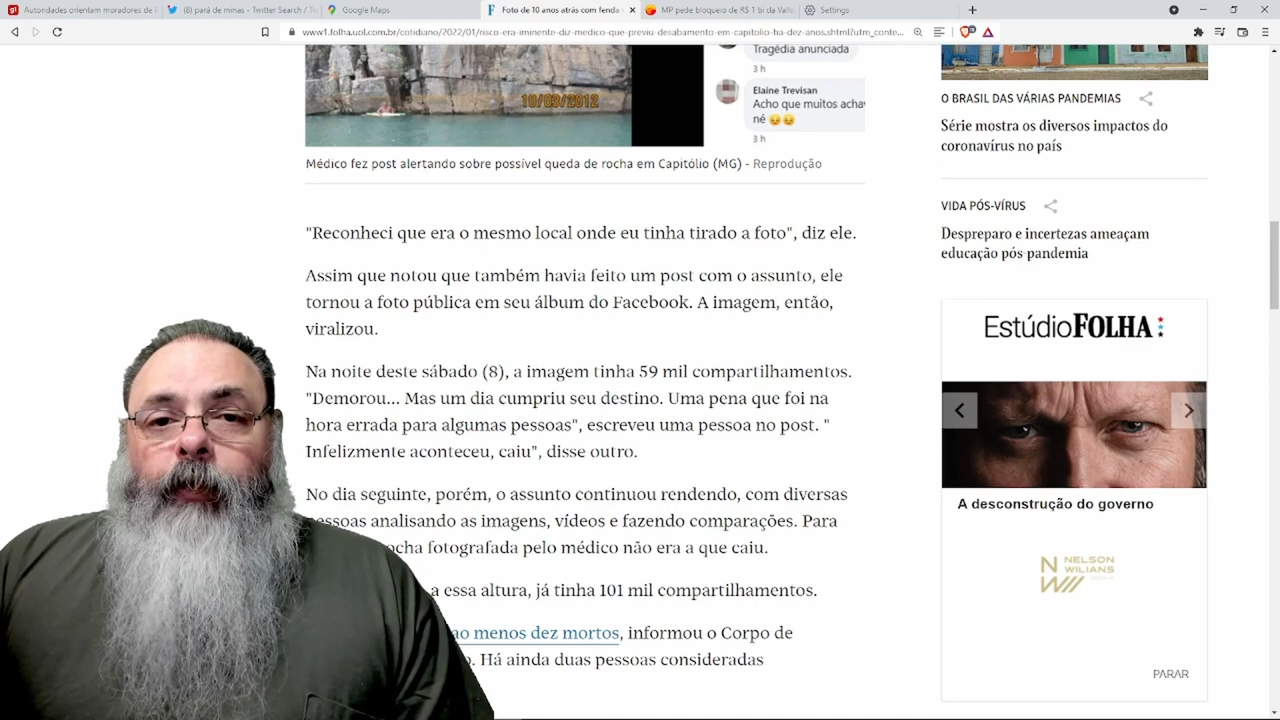 Autoridades orientam moradores de P
(8) pará de minas - Twitter Search / Tw
Google Maps
Foto de 10 anos atrás com fenda
MP pede bloqueio de R$ 1 bi da Vallo
Settings
www1.folha.uol.com.br/cotidiano/2022/01/risco-era-iminente-diz-medico-que-previu-desabamento-em-capitolio-ha-dez-anos.shtml?utm_conte...
Tragédia anunciada
3 h
10/03/2012
Elaine Trevisan
Acho que muitos achav
né 😔😔
3 h
Médico fez post alertando sobre possível queda de rocha em Capitólio (MG) - Reprodução
"Reconheci que era o mesmo local onde eu tinha tirado a foto", diz ele.
Assim que notou que também havia feito um post com o assunto, ele
tornou a foto pública em seu álbum do Facebook. A imagem, então,
viralizou.
Na noite deste sábado (8), a imagem tinha 59 mil compartilhamentos.
"Demorou... Mas um dia cumpriu seu destino. Uma pena que foi na
hora errada para algumas pessoas", escreveu uma pessoa no post. "
Infelizmente aconteceu, caiu", disse outro.
No dia seguinte, porém, o assunto continuou rendendo, com diversas
pessoas analisando as imagens, vídeos e fazendo comparações. Para
ocha fotografada pelo médico não era a que caiu.
a essa altura, já tinha 101 mil compartilhamentos.
ao menos dez mortos, informou o Corpo de
o. Há ainda duas pessoas consideradas
O BRASIL DAS VÁRIAS PANDEMIAS
Série mostra os diversos impactos do
coronavírus no país
VIDA PÓS-VÍRUS
Despreparo e incertezas ameaçam
educação pós-pandemia
Estúdio FOLHA
A desconstrução do governo
N W NELSON
WILIANS
PARAR